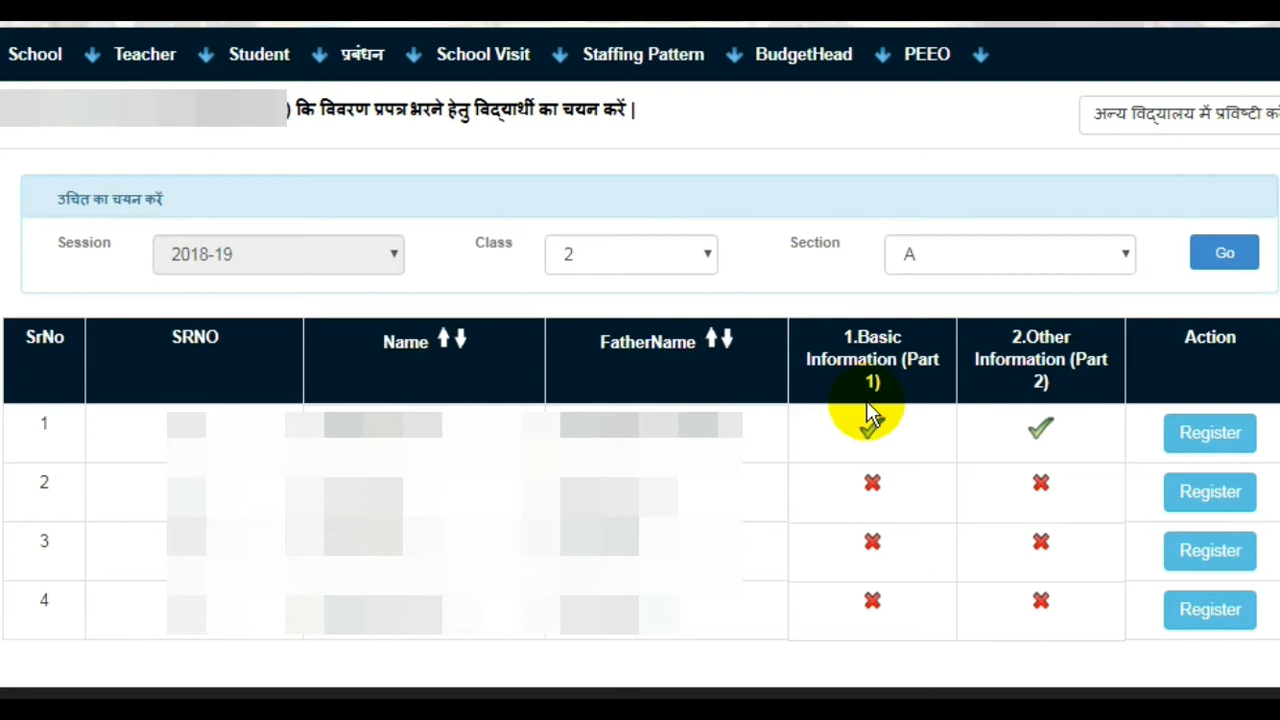 School Teacher Student प्रबंधन School Visit Staffing Pattern BudgetHead PEEO
) कि विवरण प्रपत्र भरने हेतु विद्यार्थी का चयन करें |
अन्य विद्यालय में प्रविष्टी
उचित का चयन करें
Session 2018-19 Class 2 Section A Go
SrNo SRNO Name FatherName 1.Basic Information (Part 1) 2.Other Information (Part 2) Action
1 Register
2 Register
3 Register
4 Register